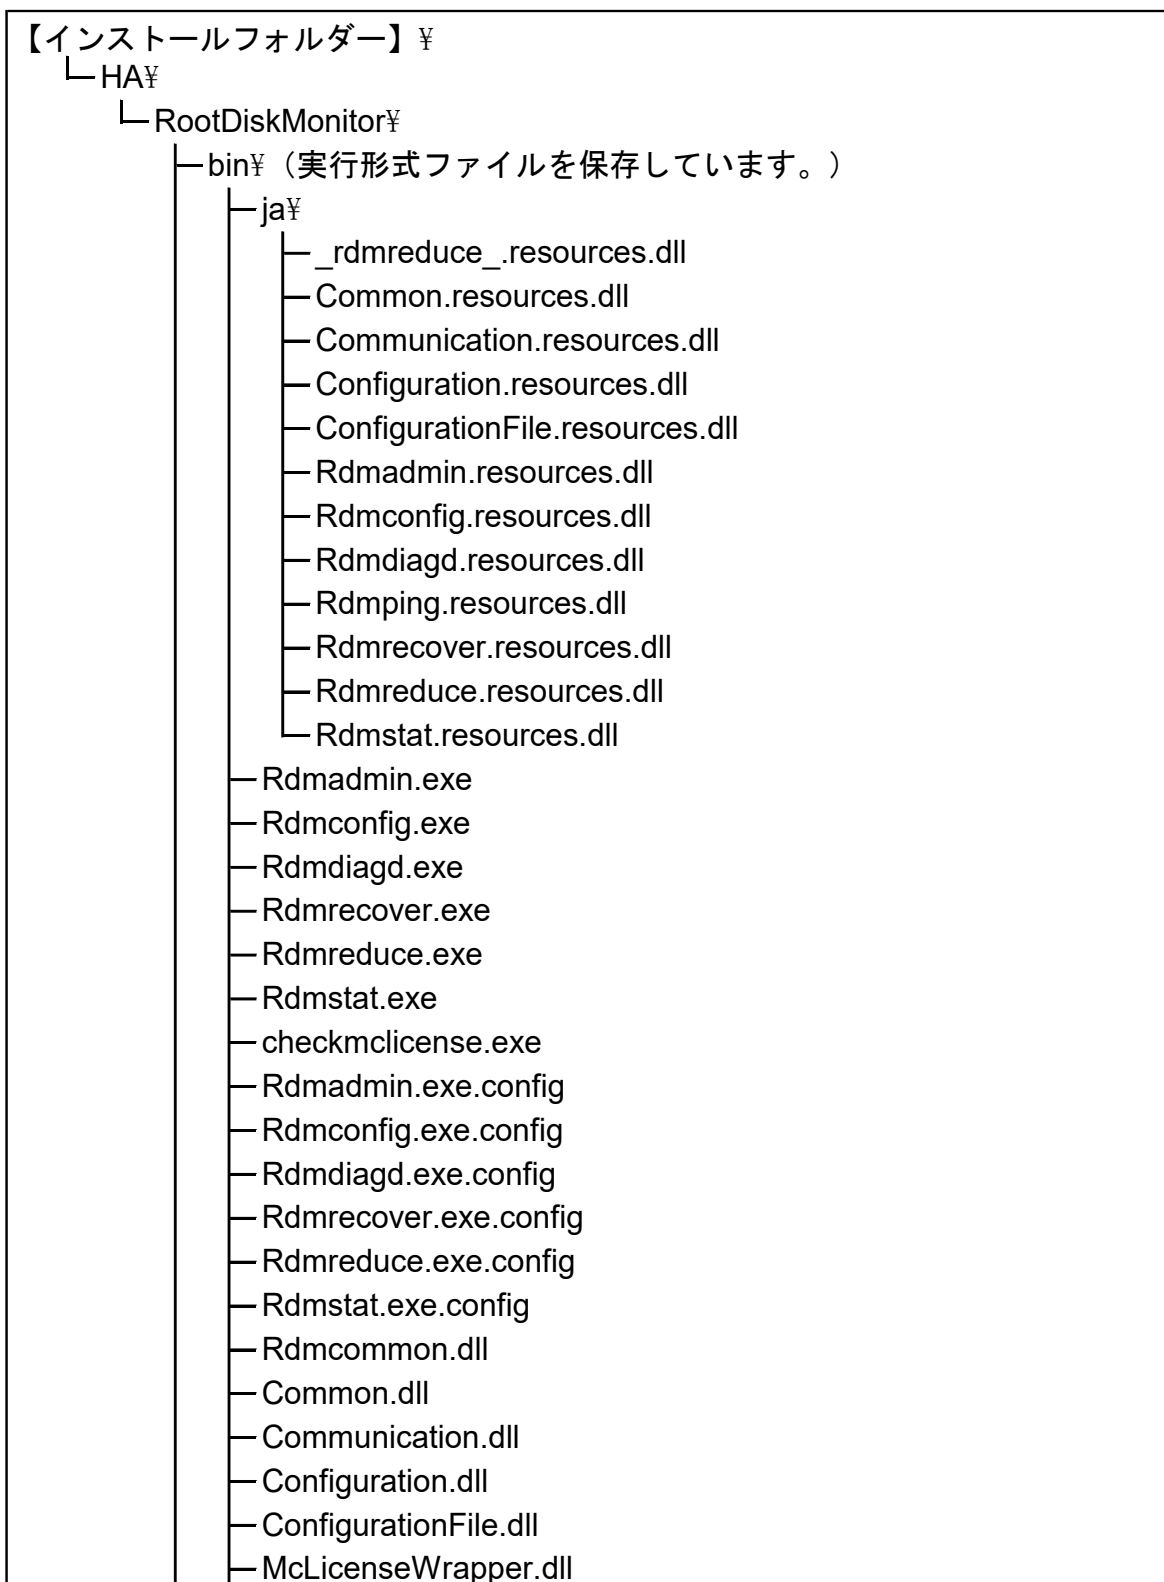 【インストールフォルダー】¥
HA¥
RootDiskMonitor¥
bin¥（実行形式ファイルを保存しています。）
ja¥
_rdmreduce_.resources.dll
Common.resources.dll
Communication.resources.dll
Configuration.resources.dll
ConfigurationFile.resources.dll
Rdmadmin.resources.dll
Rdmconfig.resources.dll
Rdmdiagd.resources.dll
Rdmping.resources.dll
Rdmrecover.resources.dll
Rdmreduce.resources.dll
Rdmstat.resources.dll
Rdmadmin.exe
Rdmconfig.exe
Rdmdiagd.exe
Rdmrecover.exe
Rdmreduce.exe
Rdmstat.exe
checkmclicense.exe
Rdmadmin.exe.config
Rdmconfig.exe.config
Rdmdiagd.exe.config
Rdmrecover.exe.config
Rdmreduce.exe.config
Rdmstat.exe.config
Rdmcommon.dll
Common.dll
Communication.dll
Configuration.dll
ConfigurationFile.dll
McLicenseWrapper.dll